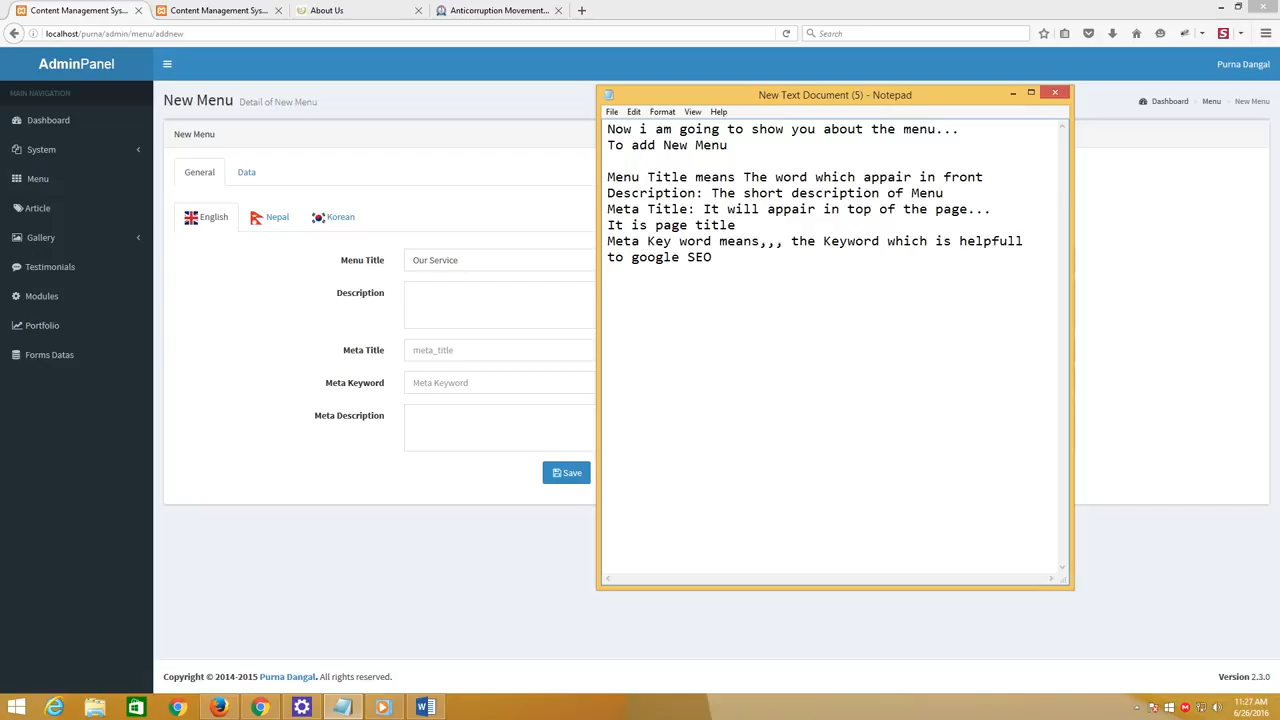 Content Management Sys...
Content Management Sys...
About Us
Anticorruption Movement...
localhost/purna/admin/menu/addnew
Search
AdminPanel
Purna Dangal
MAIN NAVIGATION
Dashboard
System
Menu
Article
Gallery
Testimonials
Modules
Portfolio
Forms Datas
New Menu Detail of New Menu
Dashboard
Menu
New Menu
New Menu
General
Data
English
Nepal
Korean
Menu Title
Our Service
Description
Meta Title
meta_title
Meta Keyword
Meta Keyword
Meta Description
Save
New Text Document (5) - Notepad
File Edit Format View Help
Now i am going to show you about the menu...
To add New Menu
Menu Title means The word which appair in front
Description: The short description of Menu
Meta Title: It will appair in top of the page...
It is page title
Meta Key word means,,, the Keyword which is helpfull
to google SEO
Copyright © 2014-2015 Purna Dangal. All rights reserved.
Version 2.3.0
11:27 AM
6/26/2016